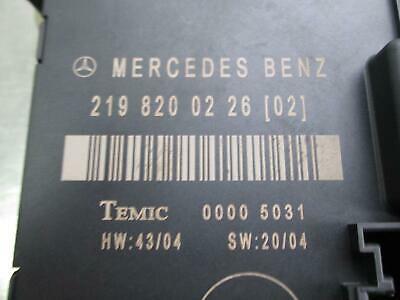 MERCEDES BENZ
219 820 02 26 [02]
TEMIC 0000 5031
HW:43/04 SW:20/04